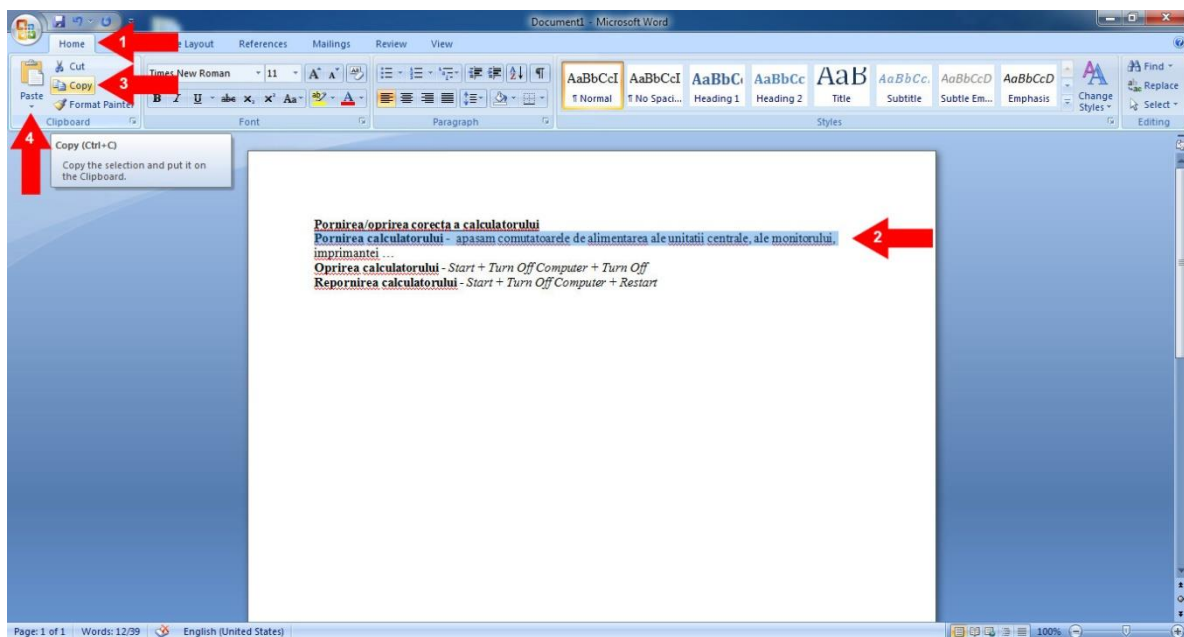 Document1 - Microsoft Word
Home 1 Layout References Mailings Review View
Cut
Copy 3
Format Painter
Paste
Times New Roman 11
AaBbCcI AaBbCcI AaBbC AaBbCc AaB AaBbCc. AaBbCcD AaBbCcD
¶ Normal ¶ No Spaci... Heading 1 Heading 2 Title Subtitle Subtle Em... Emphasis
Change Styles
Find
Replace
Select
Clipboard Font Paragraph Styles Editing
4
Copy (Ctrl+C)
Copy the selection and put it on
the Clipboard.
Pornirea/oprirea corecta a calculatorului
Pornirea calculatorului - apasam comutatoarele de alimentarea ale unitatii centrale, ale monitorului, 2
imprimantei ...
Oprirea calculatorului - Start + Turn Off Computer + Turn Off
Repornirea calculatorului - Start + Turn Off Computer + Restart
Page: 1 of 1 Words: 12/39 English (United States) 100%